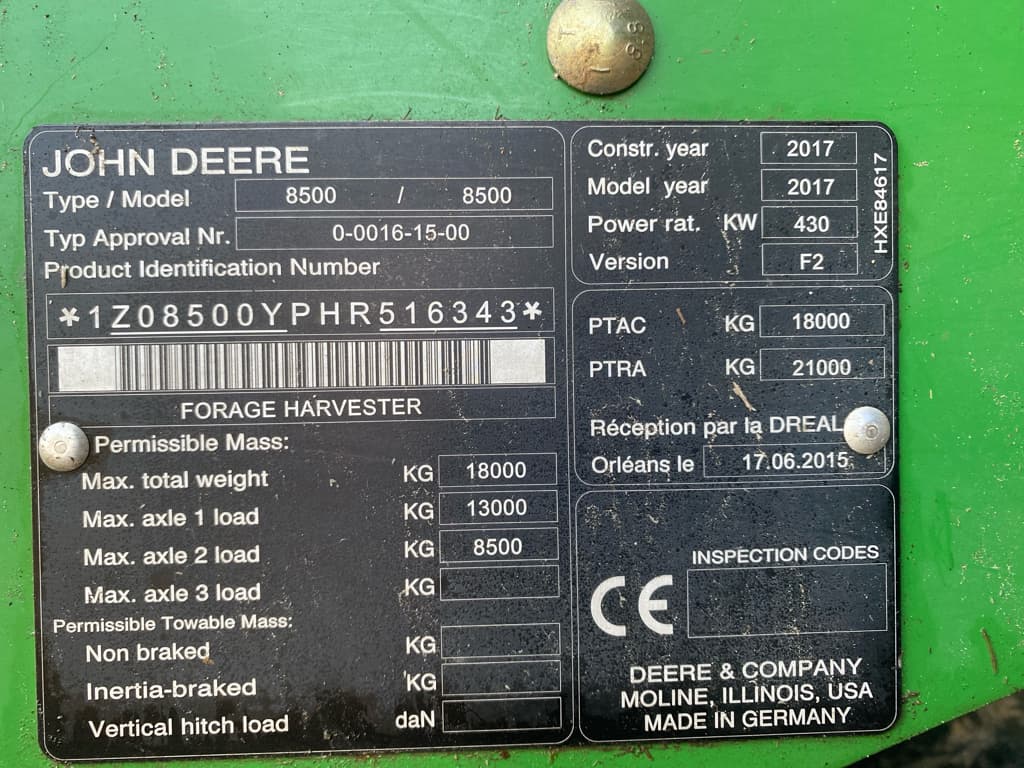 8.8
JOHN DEERE
Type / Model 8500 / 8500
Typ Approval Nr. 0-0016-15-00
Product Identification Number
*1Z08500YPHR516343*
FORAGE HARVESTER
Permissible Mass:
Max. total weight KG 18000
Max. axle 1 load KG 13000
Max. axle 2 load KG 8500
Max. axle 3 load KG
Permissible Towable Mass:
Non braked KG
Inertia-braked KG
Vertical hitch load daN
Constr. year 2017
Model year 2017
Power rat. KW 430
Version F2
HXE84617
PTAC KG 18000
PTRA KG 21000
Réception par la DREAL
Orléans le 17.06.2015
INSPECTION CODES
CE
DEERE & COMPANY
MOLINE, ILLINOIS, USA
MADE IN GERMANY